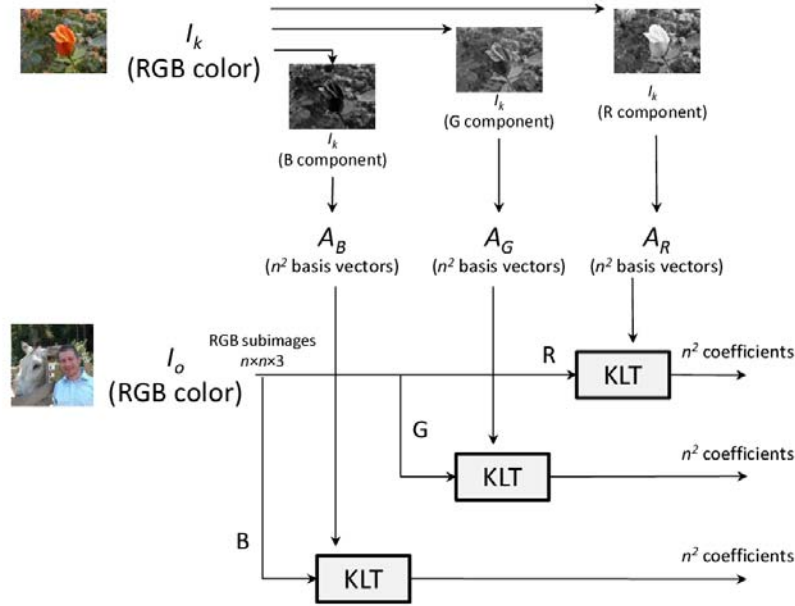 I_k
(RGB color)
I_k
(B component)
I_k
(G component)
I_k
(R component)
A_B
(n² basis vectors)
A_G
(n² basis vectors)
A_R
(n² basis vectors)
I_o
(RGB color)
RGB subimages
n×n×3
R
KLT
n² coefficients
G
KLT
n² coefficients
B
KLT
n² coefficients